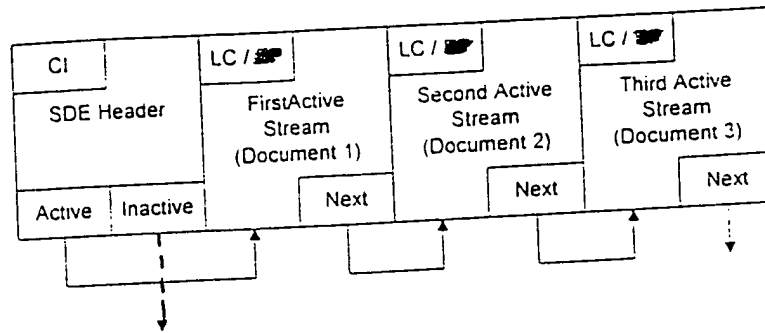 CI
SDE Header
Active
Inactive
LC /
FirstActive
Stream
(Document 1)
Next
LC /
Second Active
Stream
(Document 2)
Next
LC /
Third Active
Stream
(Document 3)
Next